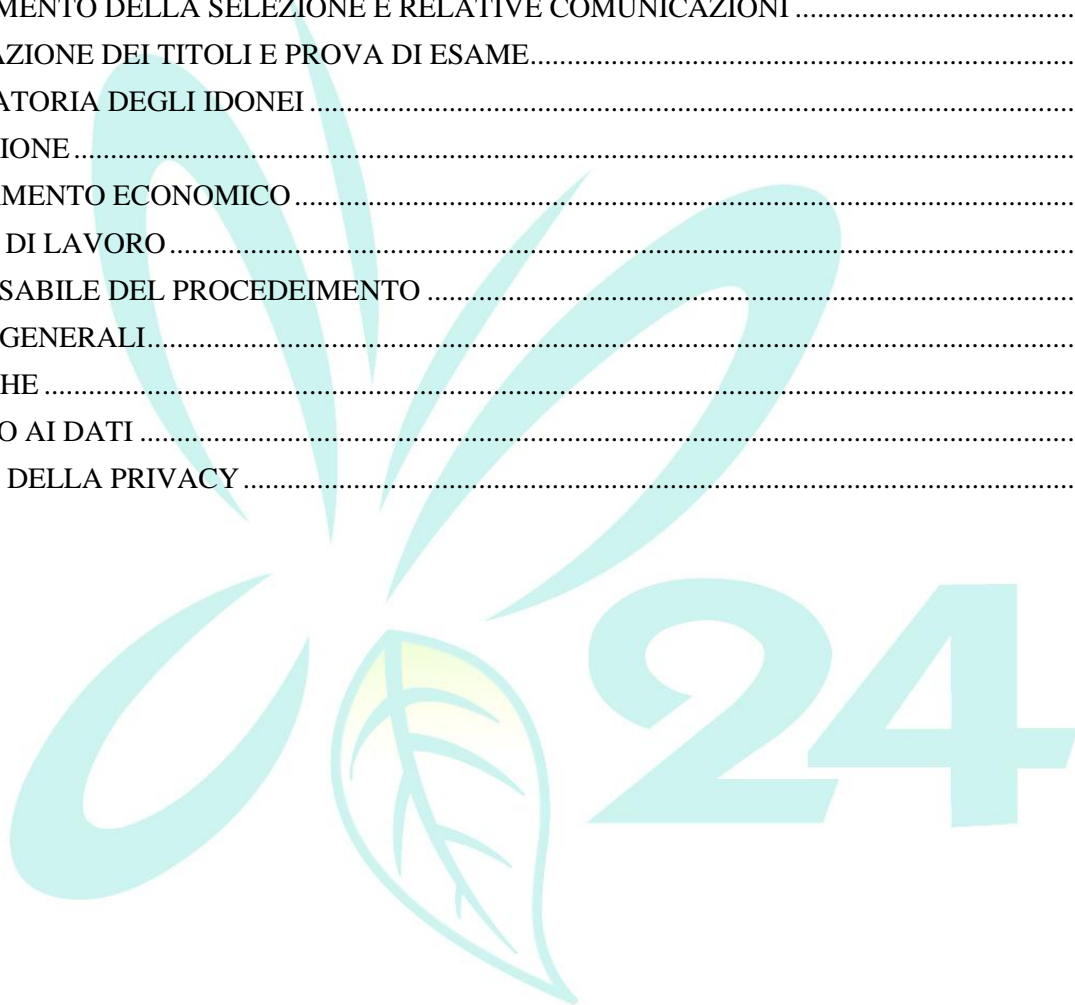 MENTO DELLA SELEZIONE E RELATIVE COMUNICAZIONI
AZIONE DEI TITOLI E PROVA DI ESAME
ATORIA DEGLI IDONEI
IONE
AMENTO ECONOMICO
DI LAVORO
SABILE DEL PROCEDEIMENTO
GENERALI
HE
O AI DATI
DELLA PRIVACY
24